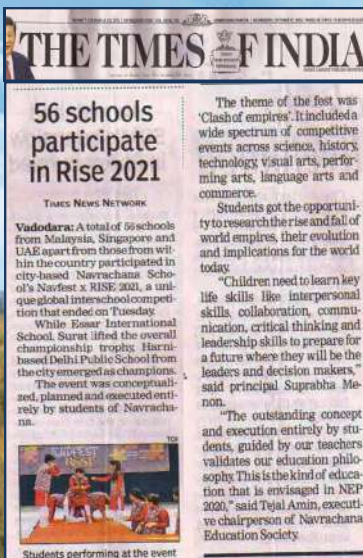 THE TIMES OF INDIA
56 schools
participate
in Rise 2021
TIMES NEWS NETWORK
Vadodara: A total of 56 schools
from Malaysia, Singapore and
UAE apart from those from wit-
hin the country participated in
city-based Navrachana Scho-
ol's Navfest x RISE 2021, a uni-
que global interschool competi-
tion that ended on Tuesday.
While Essar International
School, Surat lifted the overall
championship trophy, Harni-
based Delhi Public School from
the city emerged as champions.
The event was conceptuali-
zed, planned and executed enti-
rely by students of Navracha-
na.
TOI
Students performing at the event
The theme of the fest was
'Clash of empires'. It included a
wide spectrum of competitive
events across science, history,
technology, visual arts, perfor-
ming arts, language arts and
commerce.
Students got the opportuni-
ty to research the rise and fall of
world empires, their evolution
and implications for the world
today.
"Children need to learn key
life skills like interpersonal
skills, collaboration, commu-
nication, critical thinking and
leadership skills to prepare for
a future where they will be the
leaders and decision makers,"
said principal Suprabha Me-
non.
"The outstanding concept
and execution entirely by stu-
dents, guided by our teachers
validates our education philo-
sophy. This is the kind of educa-
tion that is envisaged in NEP
2020," said Tejal Amin, executi-
ve chairperson of Navrachana
Education Society.